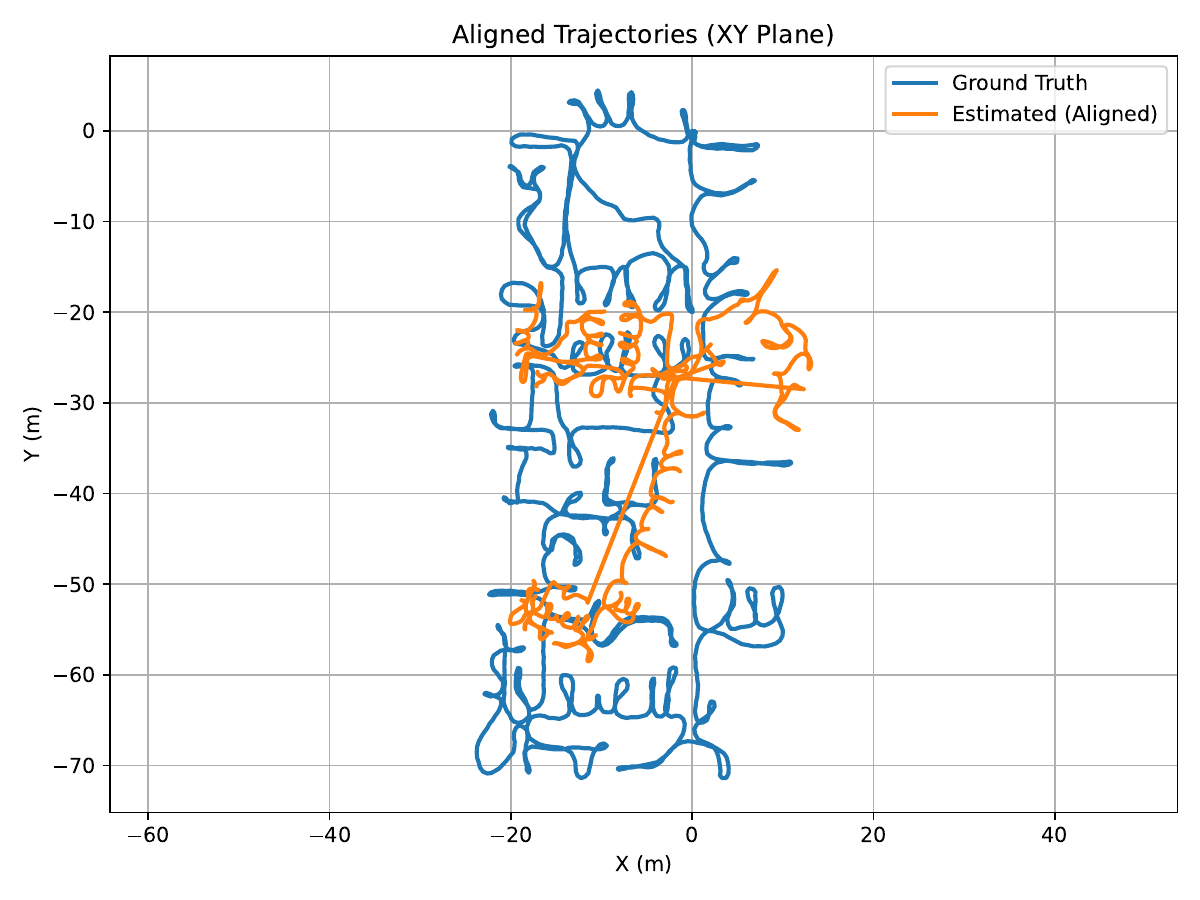 Aligned Trajectories (XY Plane)
Ground Truth
Estimated (Aligned)
0
−10
−20
−30
−40
−50
−60
−70
Y (m)
−60
−40
−20
0
20
40
X (m)